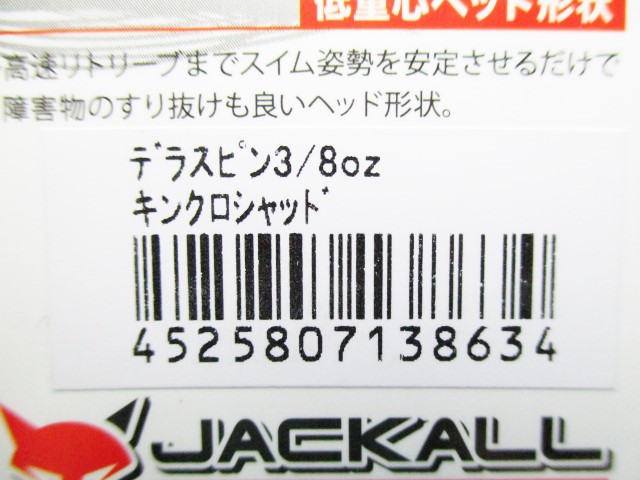 低重心ヘッド形状
高速リトリーブまでスイム姿勢を安定させるだけで
障害物のすり抜けも良いヘッド形状。
デラスピン3/8oz
キンクロシャッド
4525807138634
JACKALL